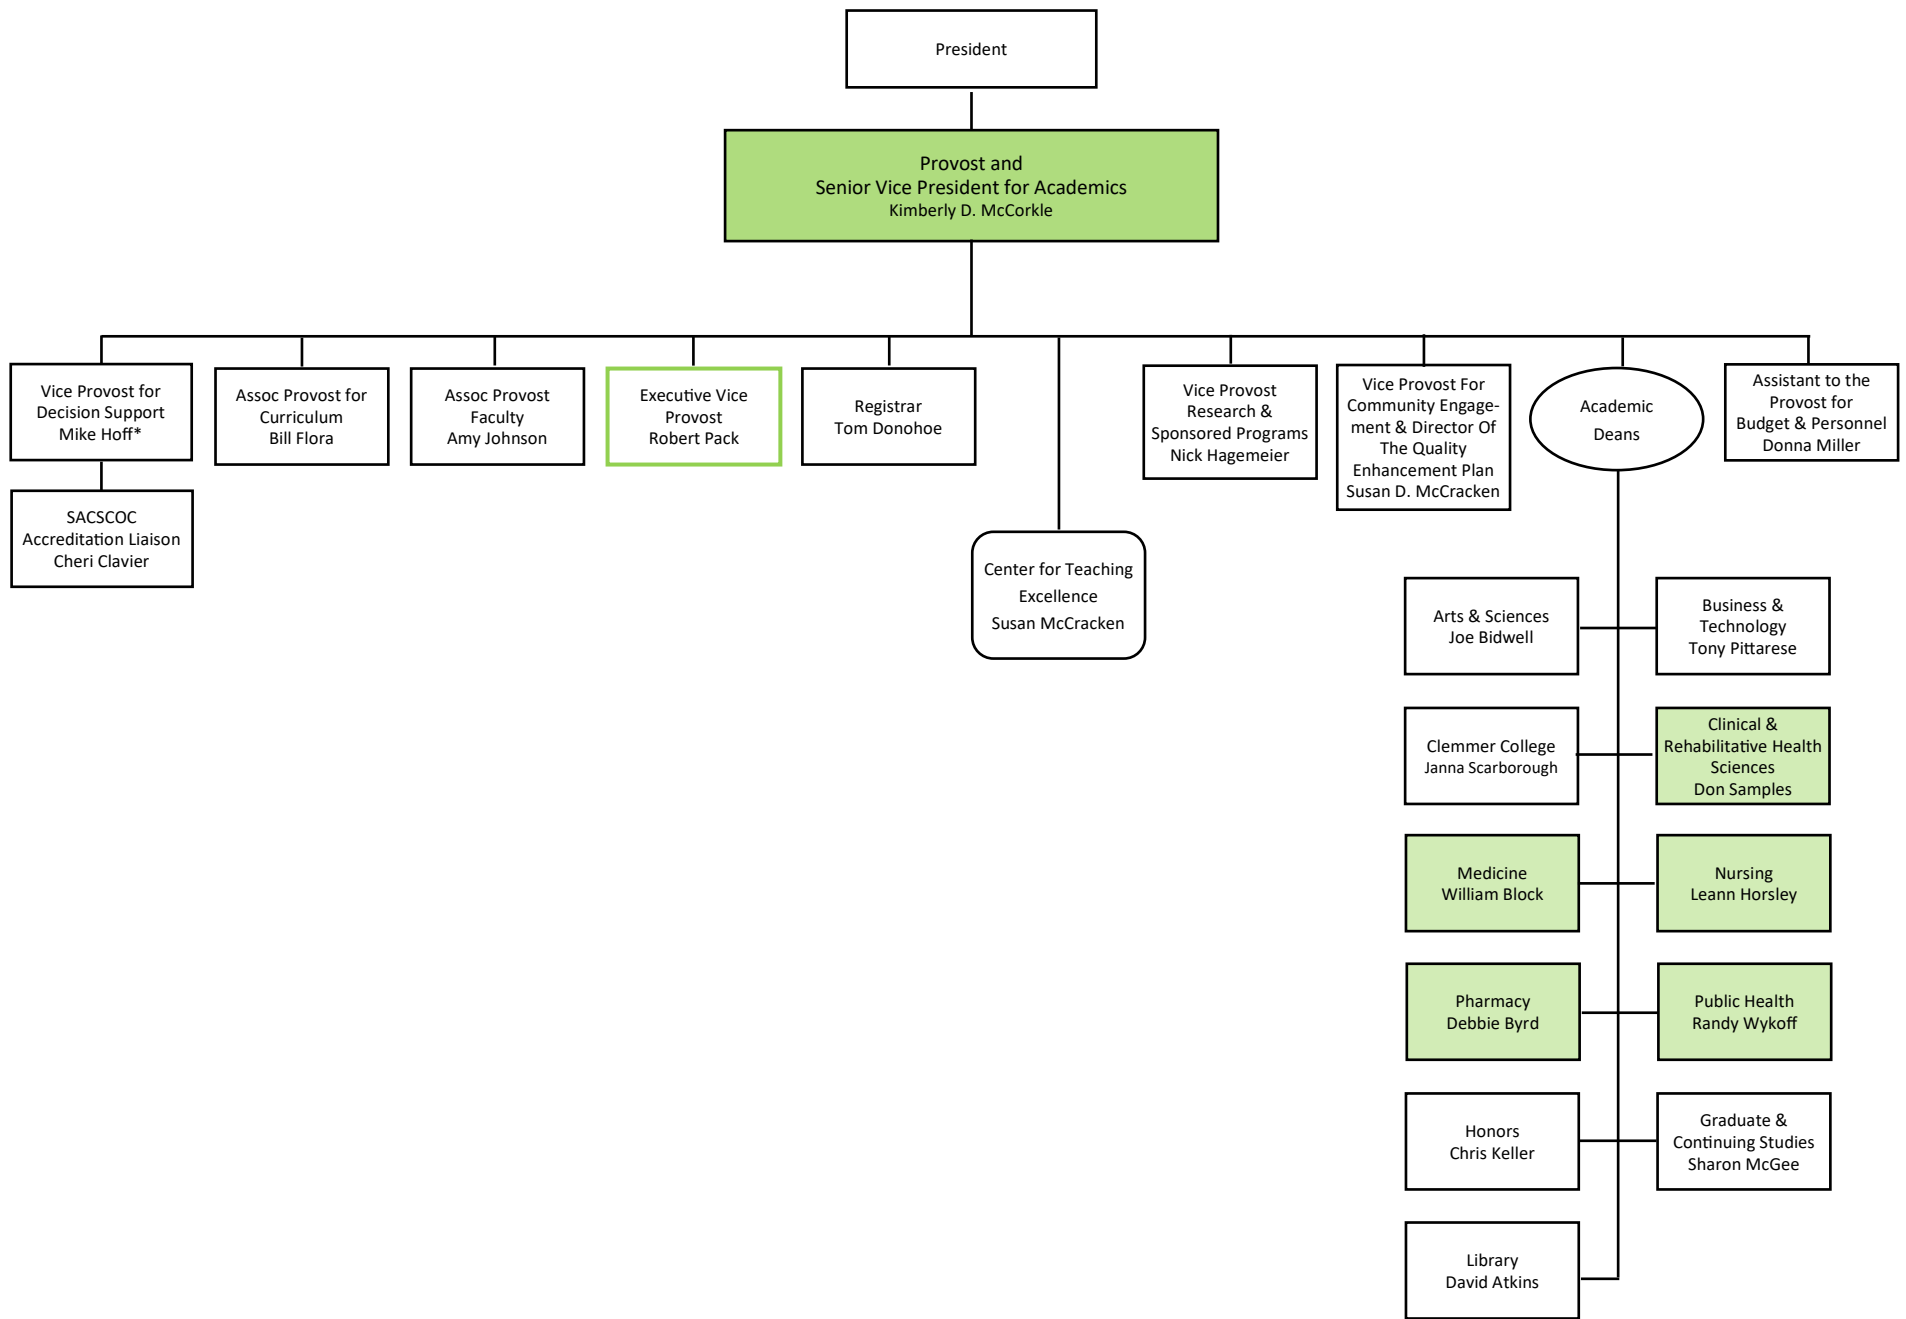 President
Provost and
Senior Vice President for Academics
Kimberly D. McCorkle
Vice Provost for
Decision Support
Mike Hoff*
Assoc Provost for
Curriculum
Bill Flora
Assoc Provost
Faculty
Amy Johnson
Executive Vice
Provost
Robert Pack
Registrar
Tom Donohoe
Vice Provost
Research &
Sponsored Programs
Nick Hagemeier
Vice Provost For
Community Engage-
ment & Director Of
The Quality
Enhancement Plan
Susan D. McCracken
Academic
Deans
Assistant to the
Provost for
Budget & Personnel
Donna Miller
SACSCOC
Accreditation Liaison
Cheri Clavier
Center for Teaching
Excellence
Susan McCracken
Arts & Sciences
Joe Bidwell
Business &
Technology
Tony Pittarese
Clemmer College
Janna Scarborough
Clinical &
Rehabilitative Health
Sciences
Don Samples
Medicine
William Block
Nursing
Leann Horsley
Pharmacy
Debbie Byrd
Public Health
Randy Wykoff
Honors
Chris Keller
Graduate &
Continuing Studies
Sharon McGee
Library
David Atkins